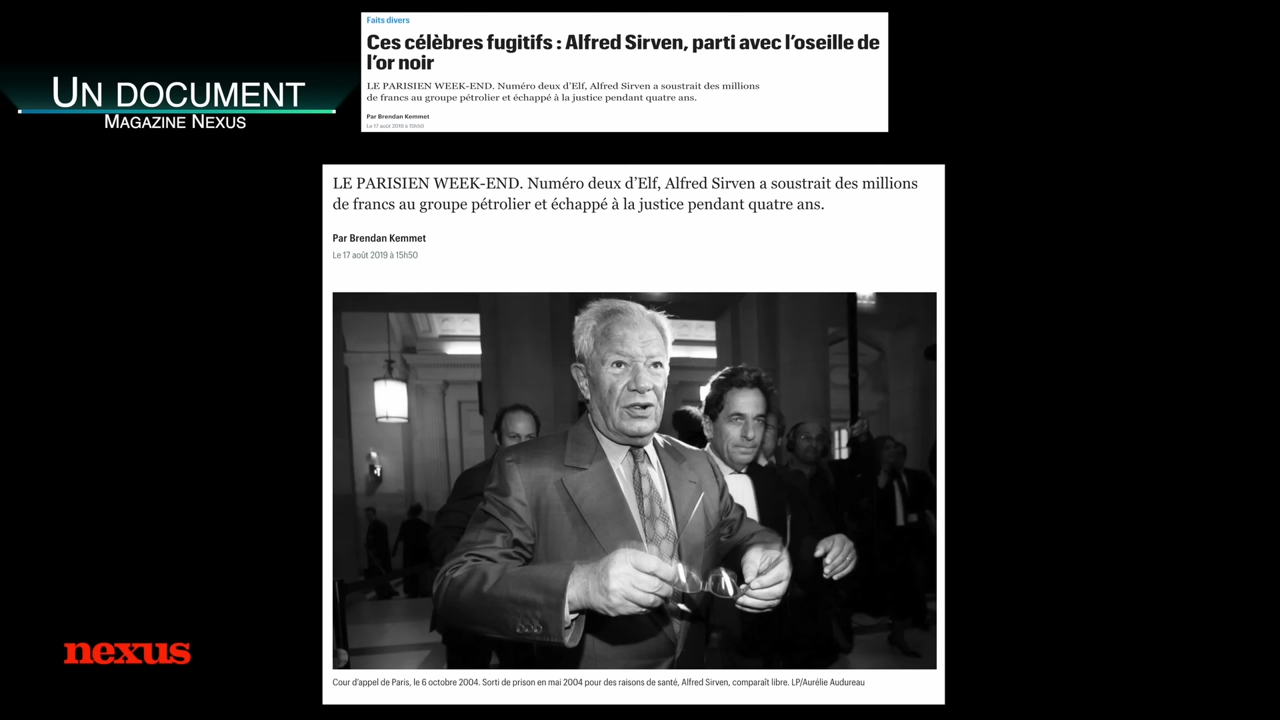 UN DOCUMENT
MAGAZINE NEXUS
Faits divers
Ces célèbres fugitifs : Alfred Sirven, parti avec l'oseille de
l'or noir
LE PARISIEN WEEK-END. Numéro deux d'Elf, Alfred Sirven a soustrait des millions
de francs au groupe pétrolier et échappé à la justice pendant quatre ans.
Par Brendan Kemmet
Le 17 août 2019 à 15h50
LE PARISIEN WEEK-END. Numéro deux d'Elf, Alfred Sirven a soustrait des millions
de francs au groupe pétrolier et échappé à la justice pendant quatre ans.
Par Brendan Kemmet
Le 17 août 2019 à 15h50
Cour d'appel de Paris, le 6 octobre 2004. Sorti de prison en mai 2004 pour des raisons de santé, Alfred Sirven, comparaît libre. LP/Aurélie Audureau
nexus